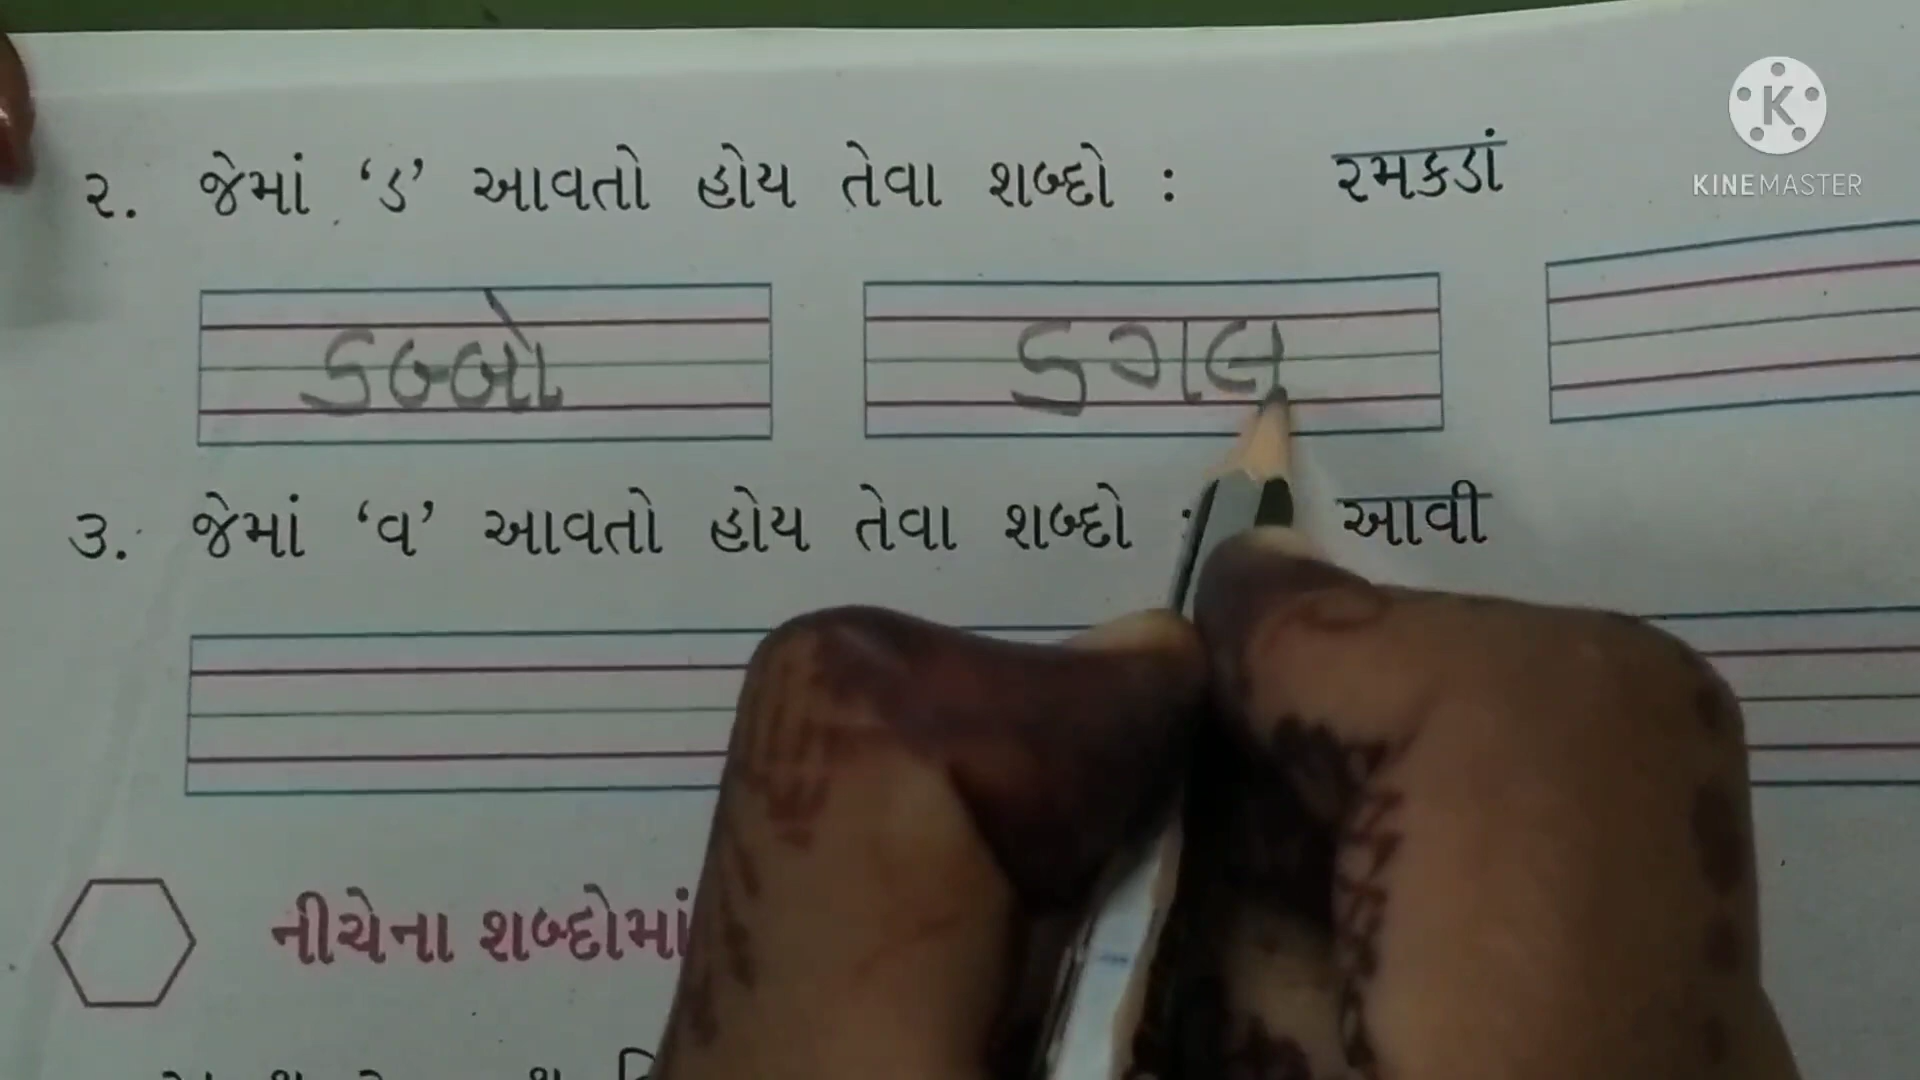 ૨. જેમાં ‘ડ’ આવતો હોય તેવા શબ્દો : રમકડાં
KINEMASTER
ડબ્બો ડગલ
૩. જેમાં ‘વ’ આવતો હોય તેવા શબ્દો : આવી
નીચેના શબ્દોમાં